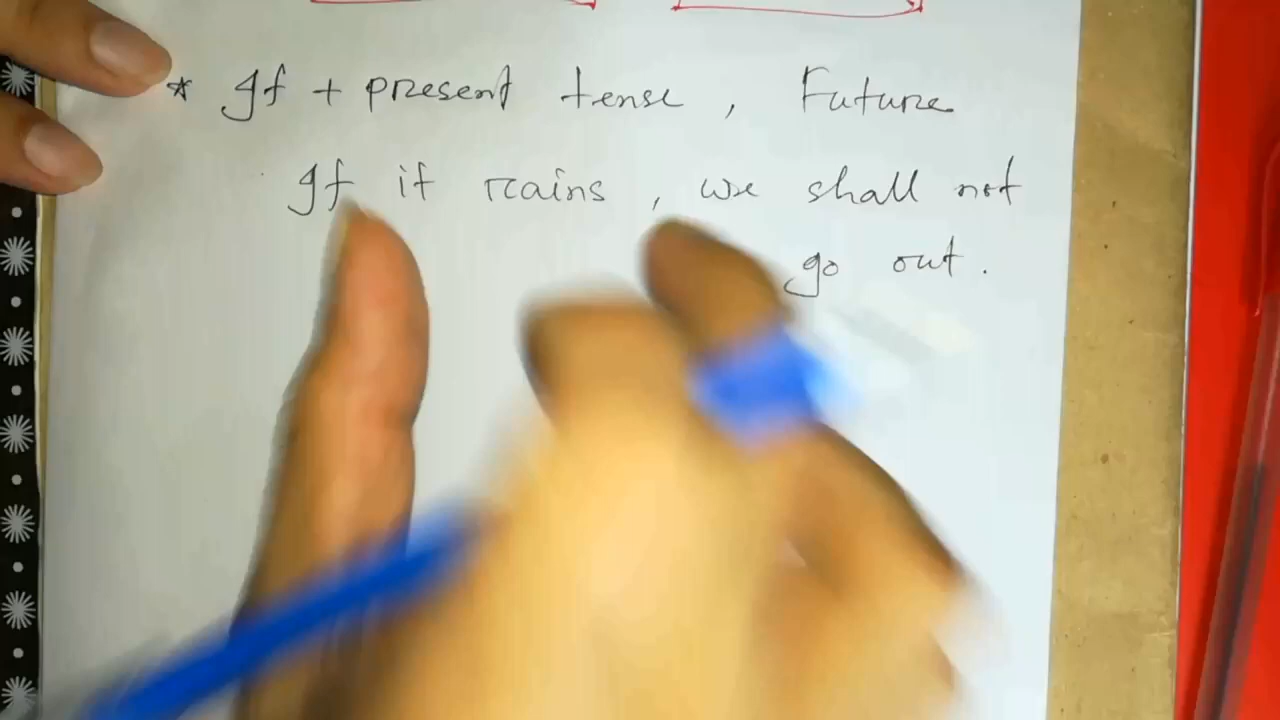 * If + present tense, Future
If it rains, we shall not
go out.